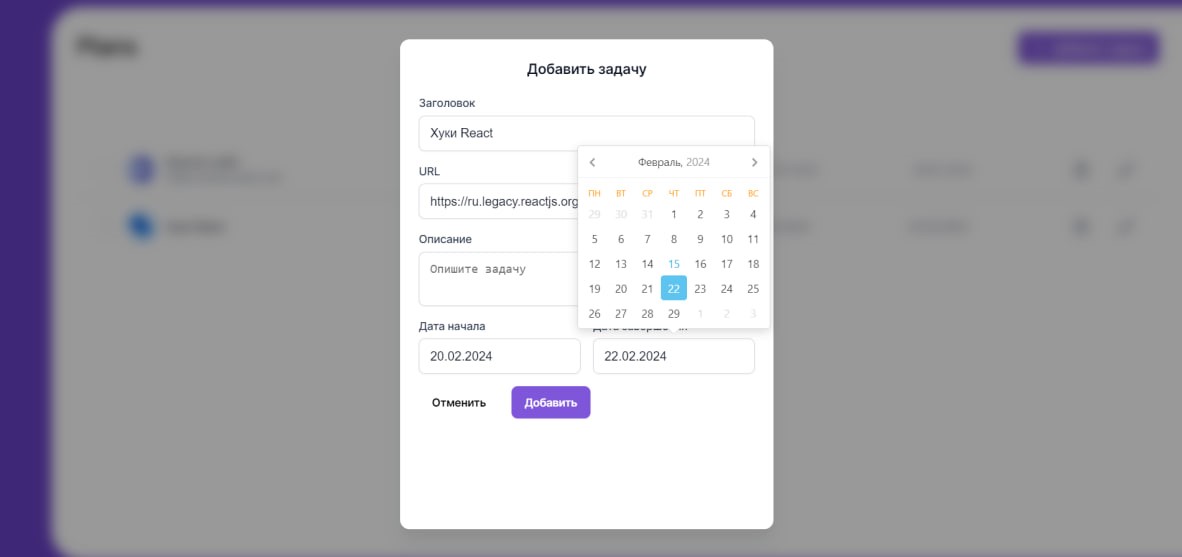 Plans
Добавить задачу
Заголовок
Хуки React
URL
https://ru.legacy.reactjs.org
Описание
Опишите задачу
Февраль, 2024
ПН ВТ СР ЧТ ПТ СБ ВС
29 30 31 1 2 3 4
5 6 7 8 9 10 11
12 13 14 15 16 17 18
19 20 21 22 23 24 25
26 27 28 29 1 2 3
Дата начала
Дата завершения
20.02.2024
22.02.2024
Отменить
Добавить